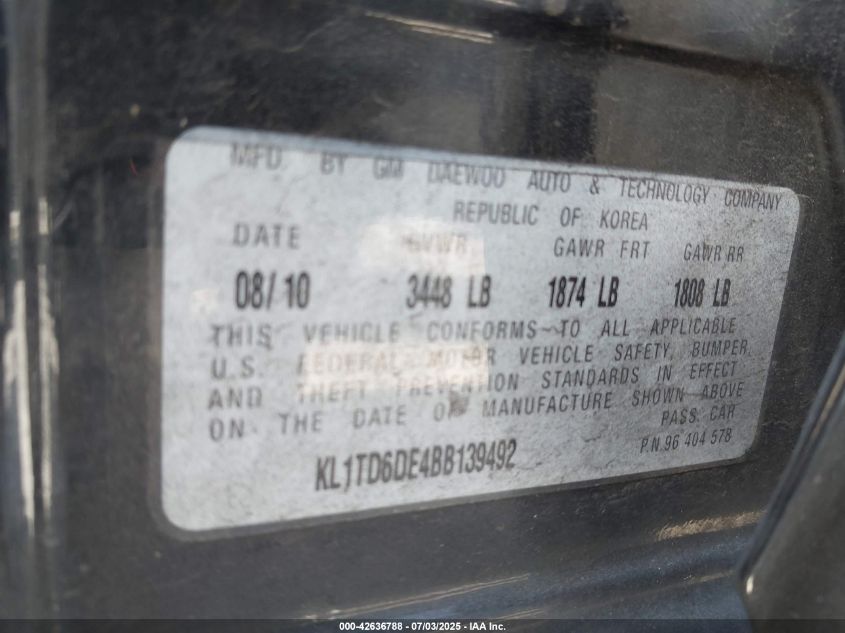 MFD. BY GM DAEWOO AUTO & TECHNOLOGY COMPANY
REPUBLIC OF KOREA
DATE GVWR GAWR FRT GAWR RR
08/10 3448 LB 1874 LB 1808 LB
THIS VEHICLE CONFORMS TO ALL APPLICABLE
U.S. FEDERAL MOTOR VEHICLE SAFETY, BUMPER,
AND THEFT PREVENTION STANDARDS IN EFFECT
ON THE DATE OF MANUFACTURE SHOWN ABOVE
PASS. CAR
KL1TD6DE4BB139492
P.N.96 404 578
000-42636788 - 07/03/2025 - IAA Inc.